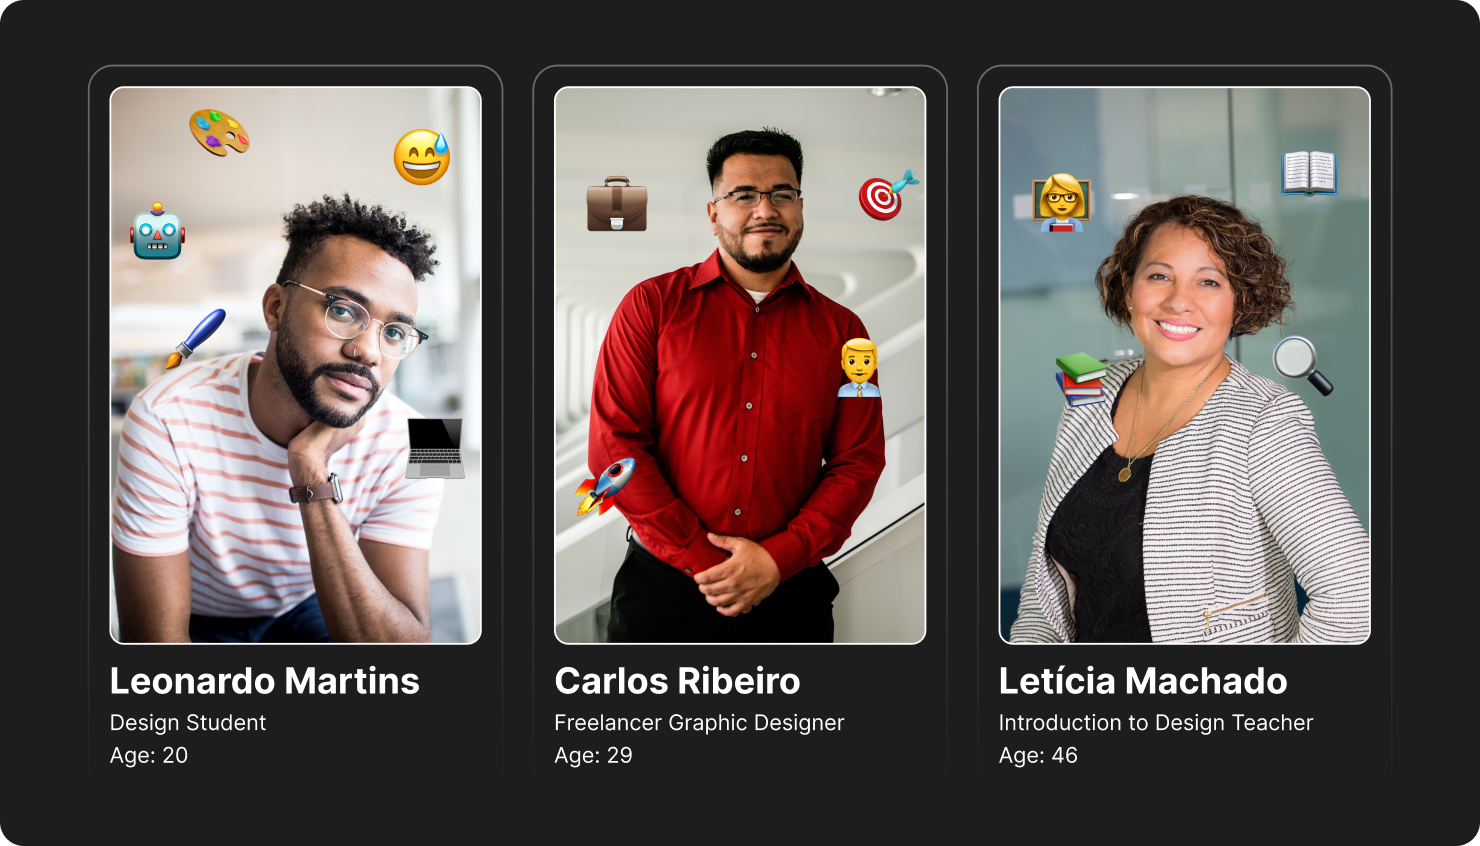 Leonardo Martins
Design Student
Age: 20
Carlos Ribeiro
Freelancer Graphic Designer
Age: 29
Letícia Machado
Introduction to Design Teacher
Age: 46